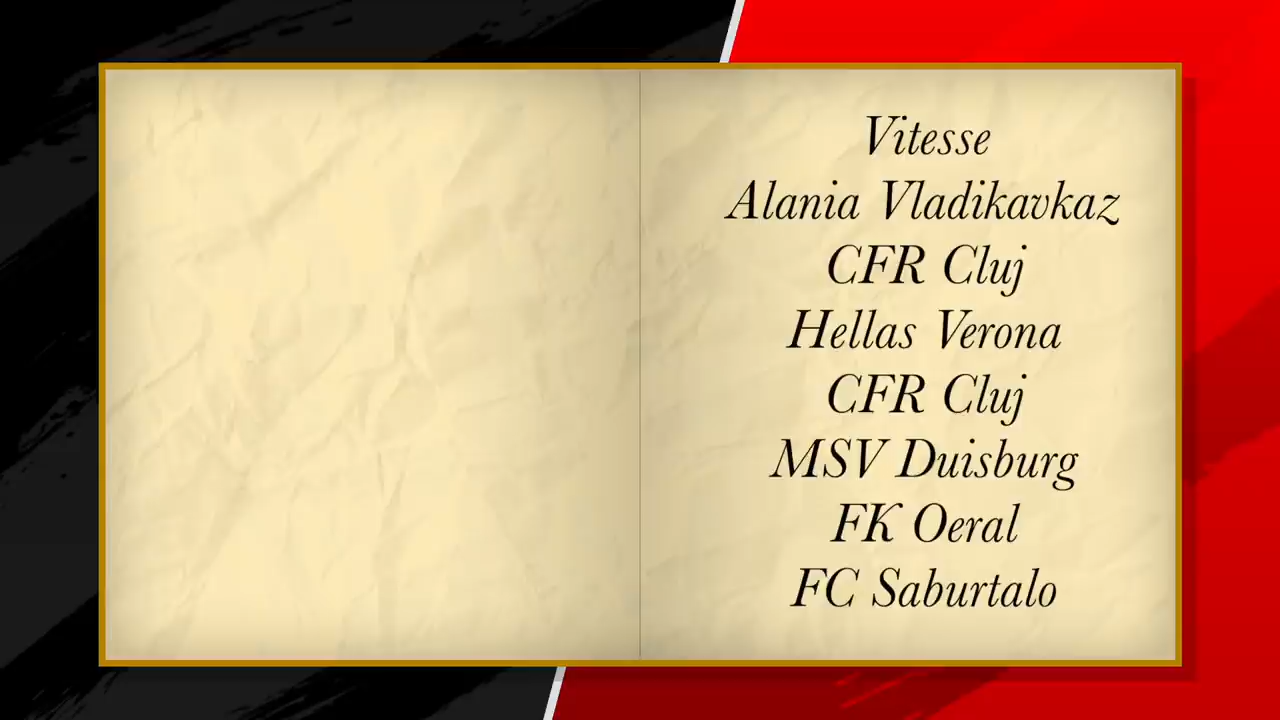 Vitesse
Alania Vladikavkaz
CFR Cluj
Hellas Verona
CFR Cluj
MSV Duisburg
FK Oeral
FC Saburtalo